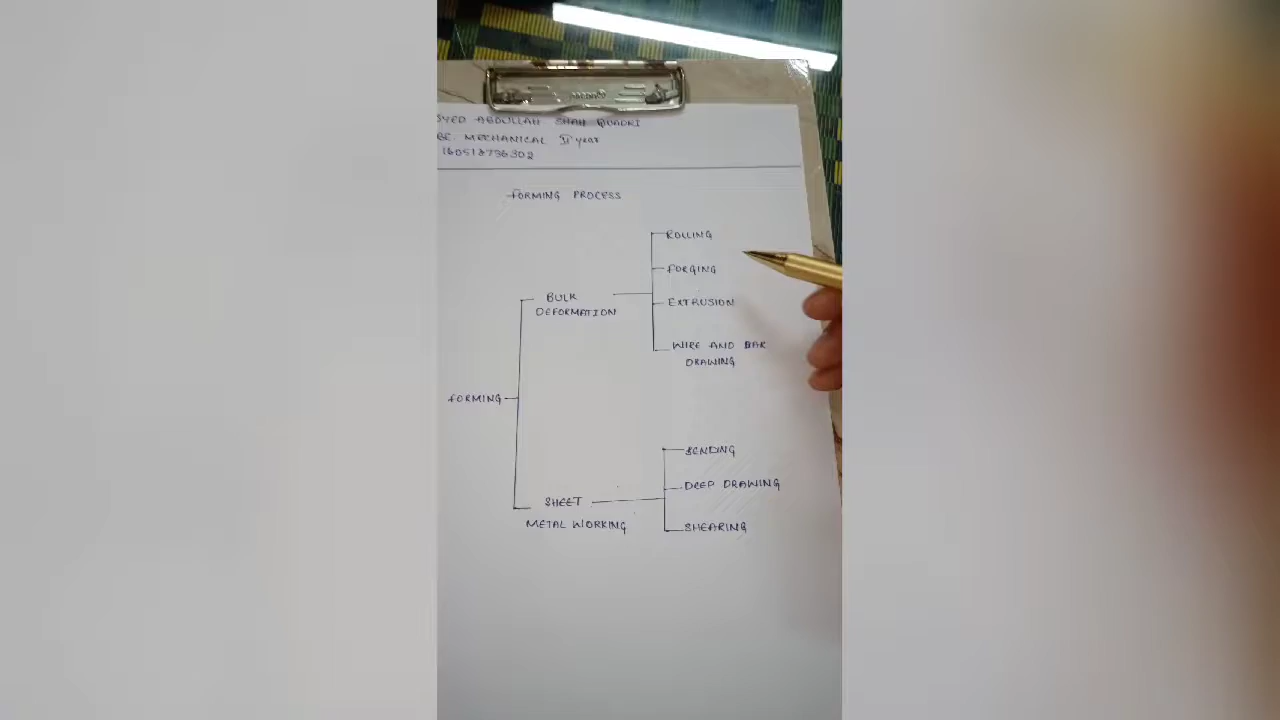 SYED ABDULLAH SHAH QUADRI
BE MECHANICAL II year
160518736302
FORMING PROCESS
ROLLING
FORGING
EXTRUSION
WIRE AND BAR
DRAWING
BULK
DEFORMATION
FORMING
BENDING
DEEP DRAWING
SHEARING
SHEET
METAL WORKING